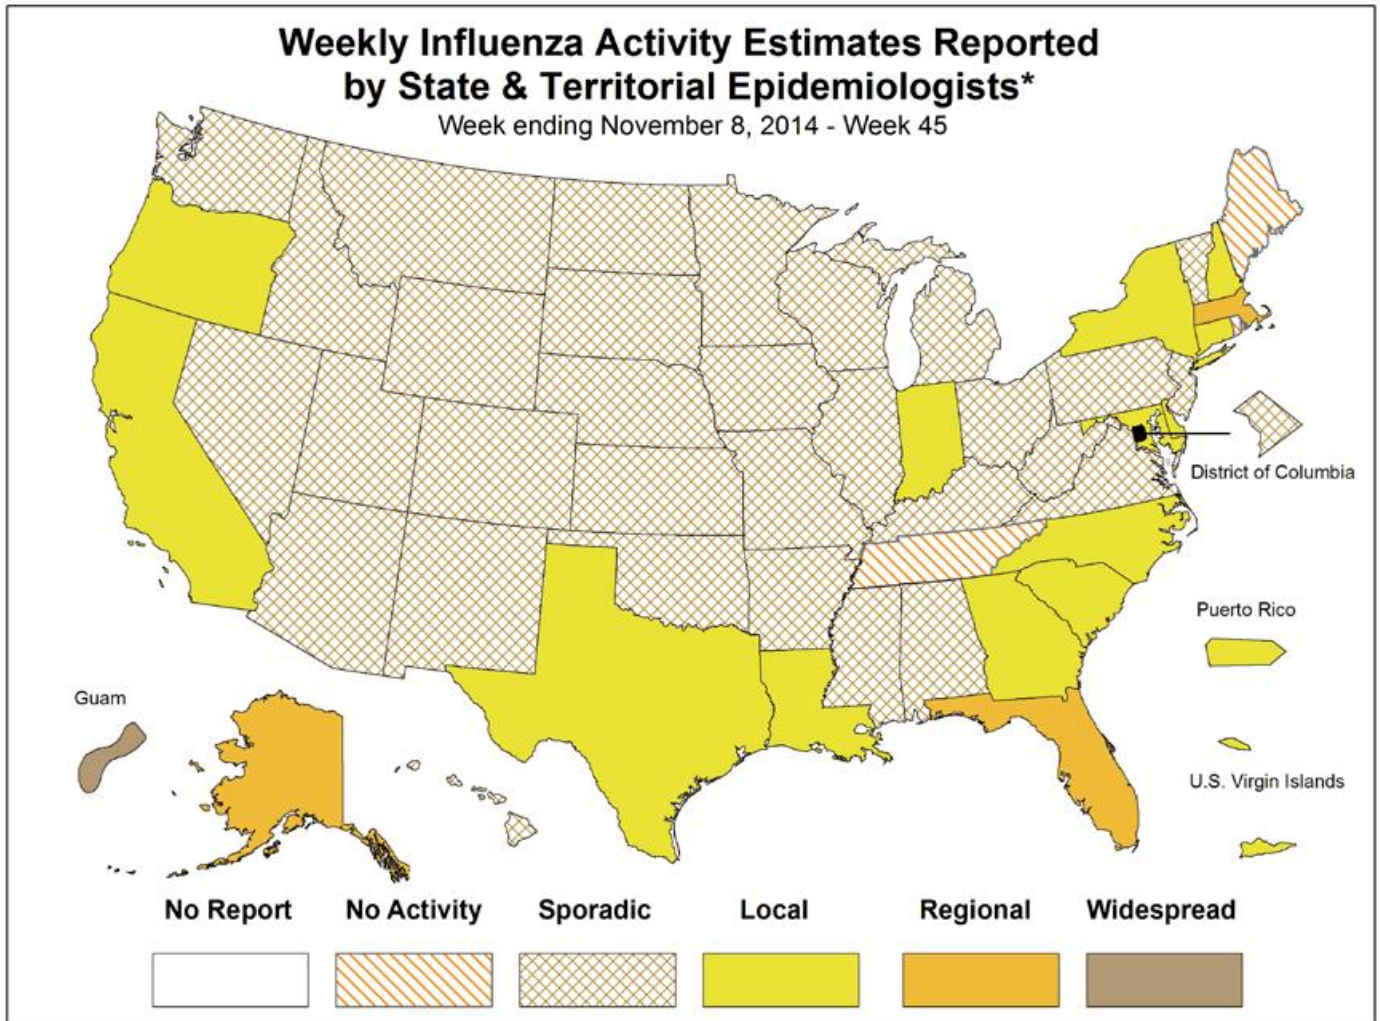 Weekly Influenza Activity Estimates Reported
by State & Territorial Epidemiologists*
Week ending November 8, 2014 - Week 45
District of Columbia
Puerto Rico
Guam
U.S. Virgin Islands
No Report No Activity Sporadic Local Regional Widespread